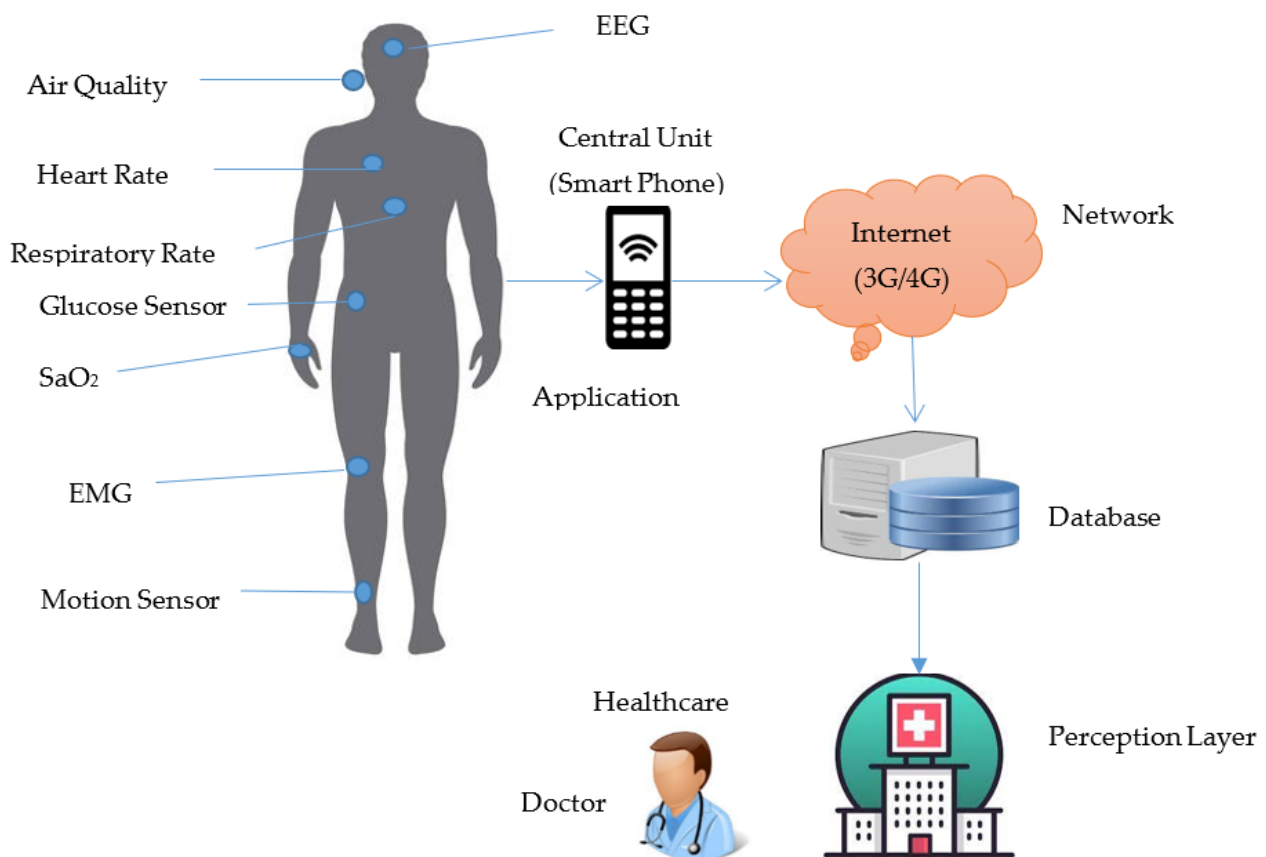 EEG
Air Quality
Heart Rate
Respiratory Rate
Glucose Sensor
SaO₂
EMG
Motion Sensor
Central Unit
(Smart Phone)
Application
Internet
(3G/4G)
Network
Database
Perception Layer
Healthcare
Doctor